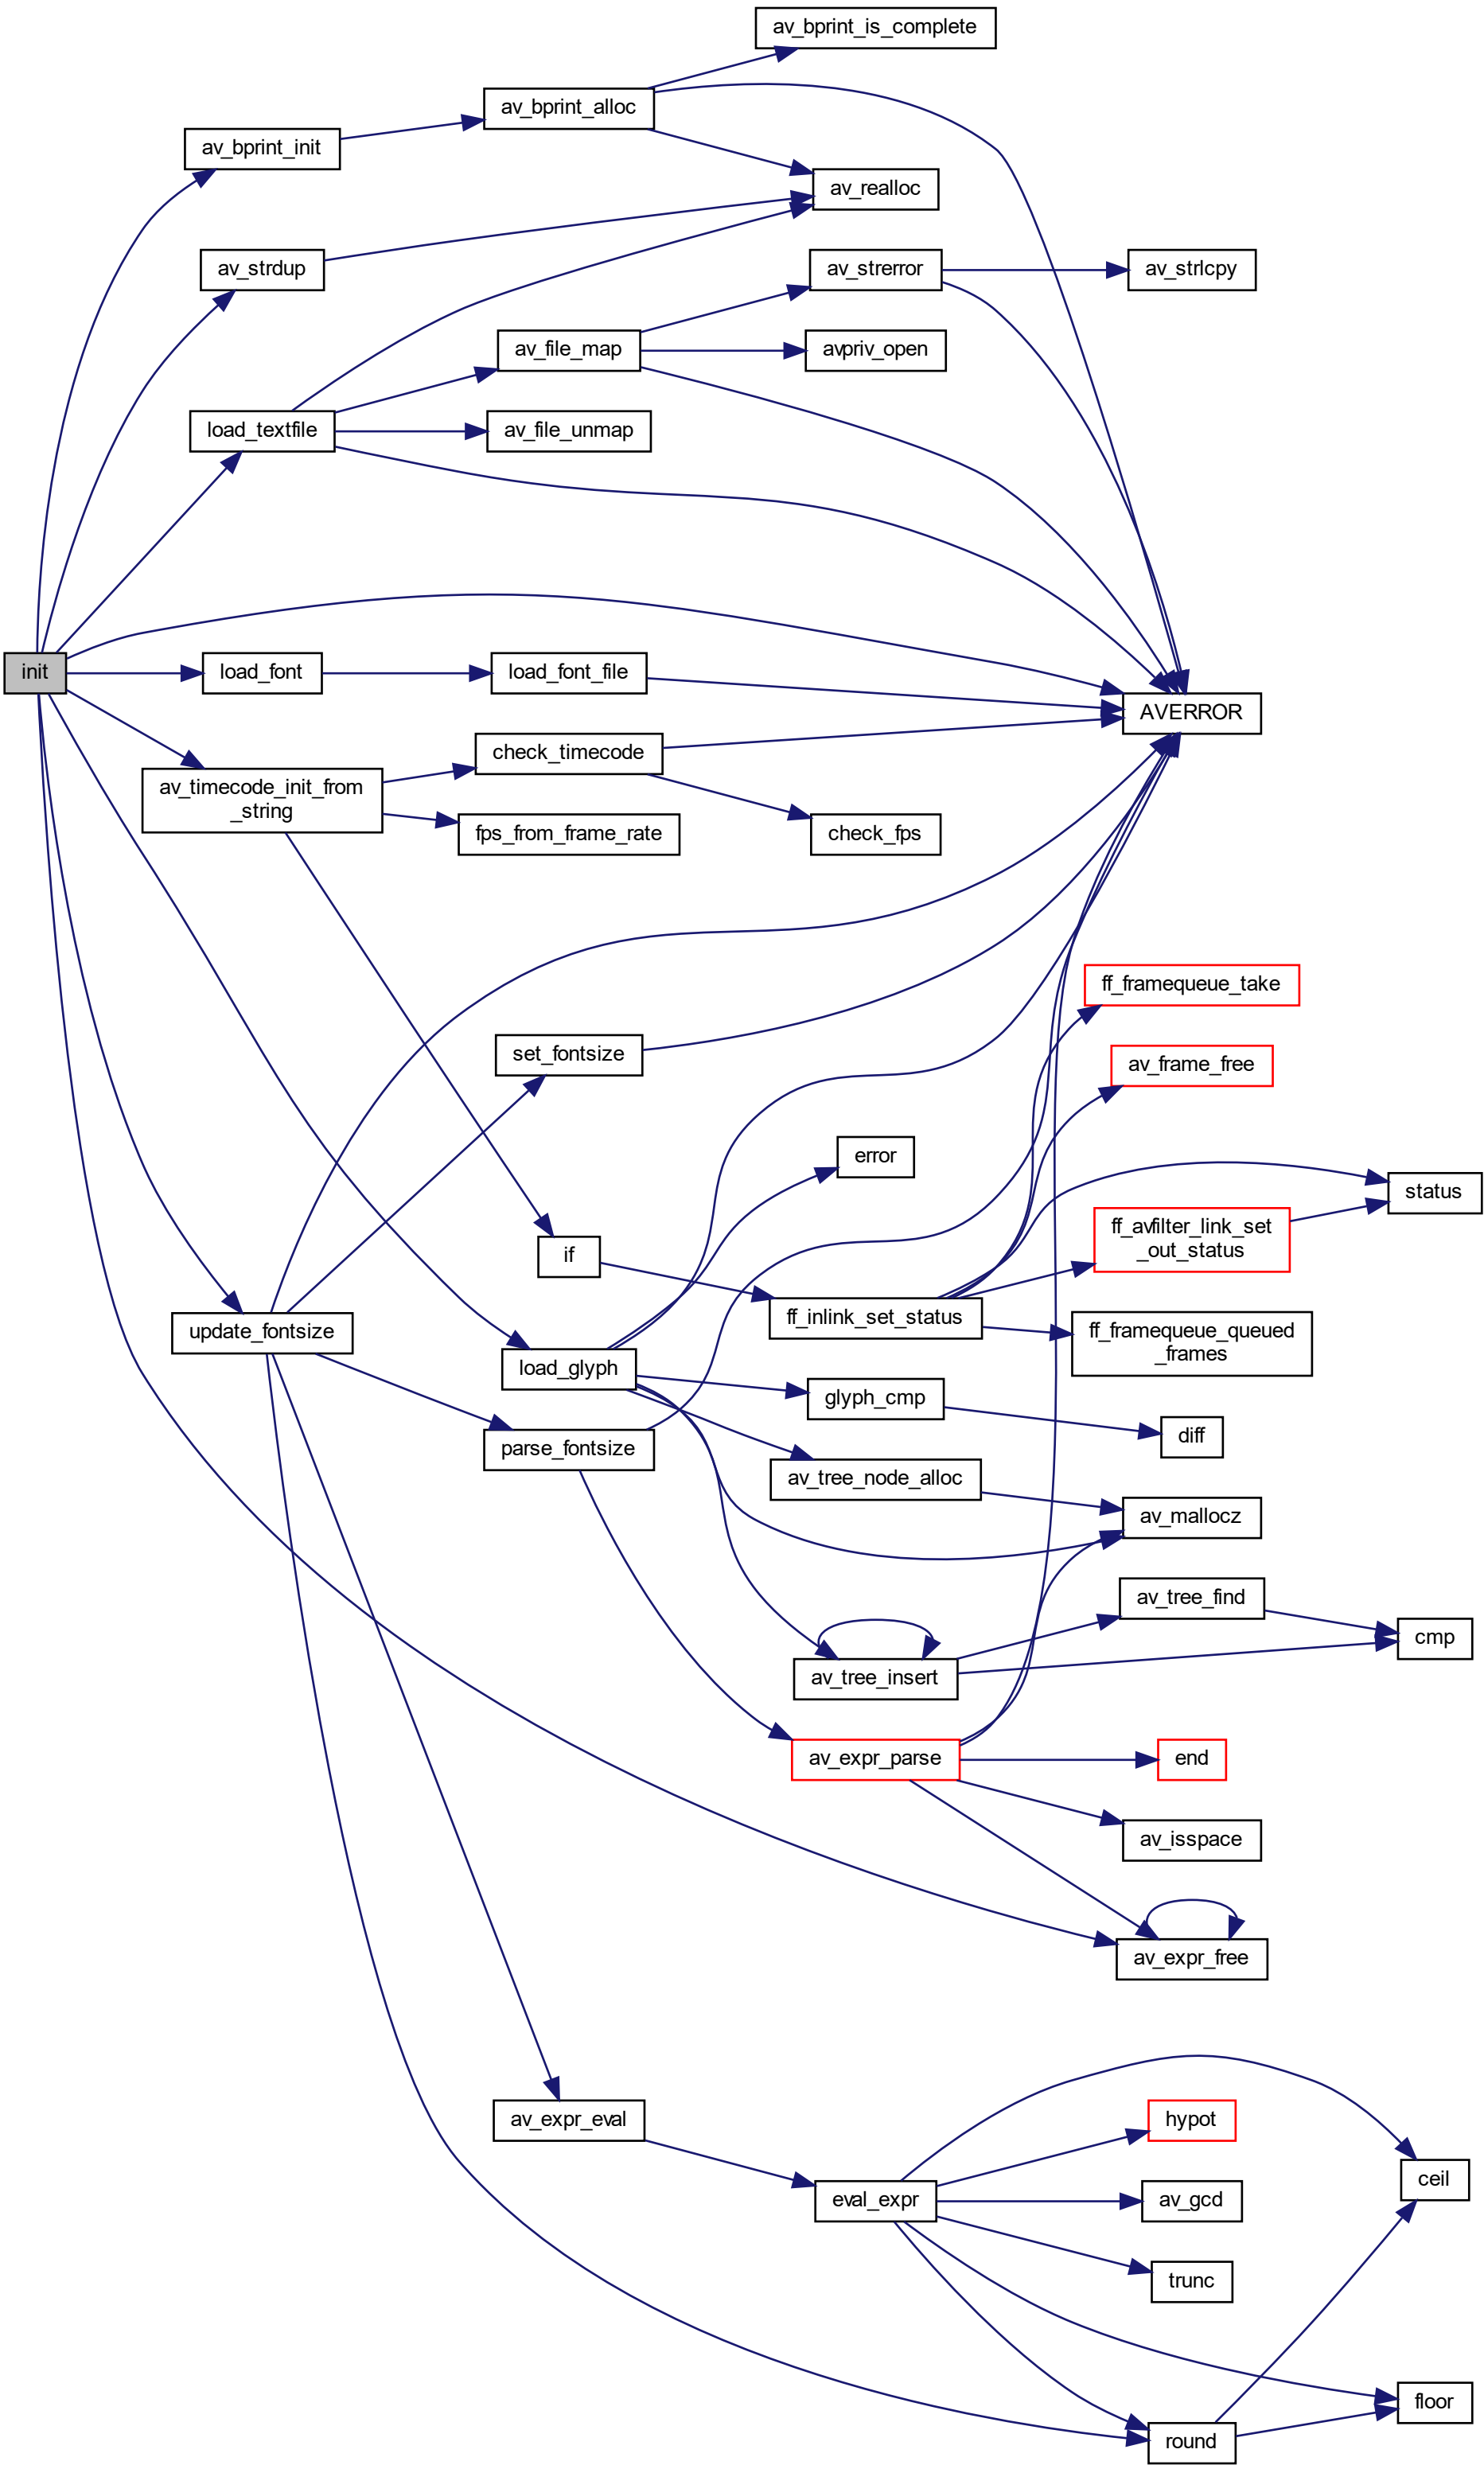 av_bprint_is_complete
av_bprint_alloc
av_bprint_init
av_realloc
av_strdup
av_strerror
av_strlcpy
av_file_map
avpriv_open
load_textfile
av_file_unmap
init
load_font
load_font_file
AVERROR
check_timecode
av_timecode_init_from
_string
fps_from_frame_rate
check_fps
ff_framequeue_take
set_fontsize
av_frame_free
error
status
ff_avfilter_link_set
_out_status
if
ff_inlink_set_status
update_fontsize
ff_framequeue_queued
_frames
load_glyph
glyph_cmp
diff
parse_fontsize
av_tree_node_alloc
av_mallocz
av_tree_find
cmp
av_tree_insert
av_expr_parse
end
av_isspace
av_expr_free
av_expr_eval
hypot
ceil
eval_expr
av_gcd
trunc
floor
round